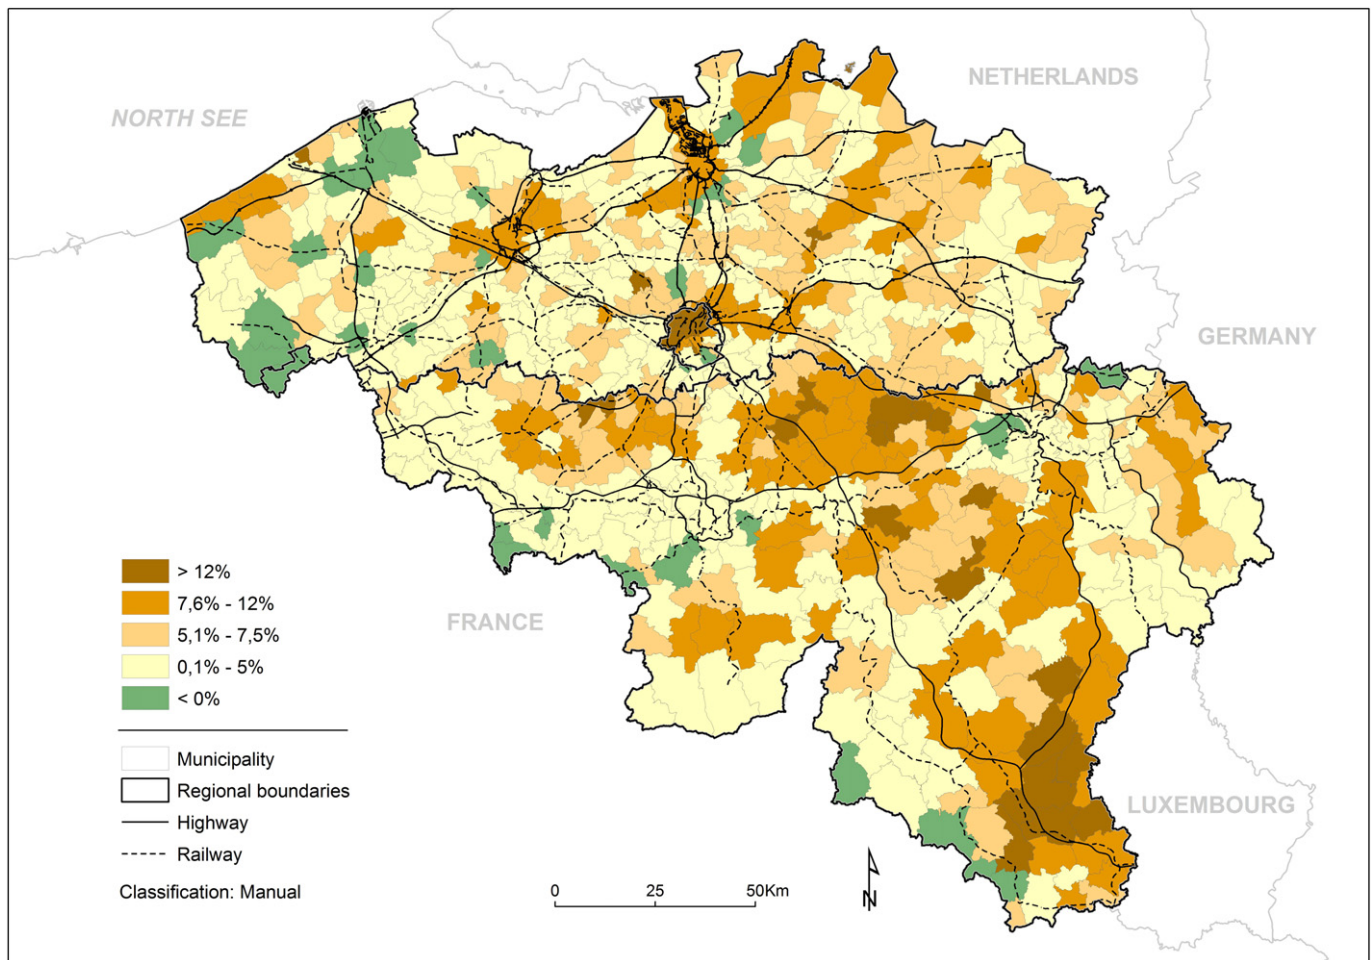 NETHERLANDS
NORTH SEE
GERMANY
> 12%
7,6% - 12%
5,1% - 7,5%
0,1% - 5%
< 0%
FRANCE
Municipality
Regional boundaries
Highway
Railway
LUXEMBOURG
Classification: Manual
0 25 50Km
N